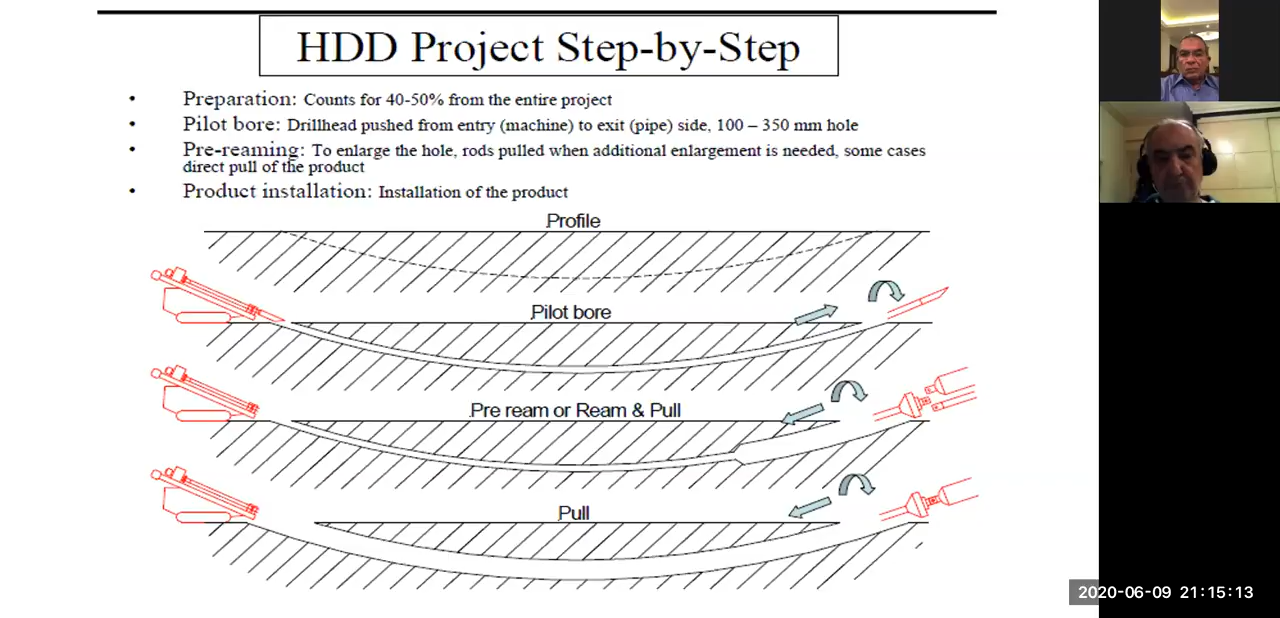 HDD Project Step-by-Step
• Preparation: Counts for 40-50% from the entire project
• Pilot bore: Drillhead pushed from entry (machine) to exit (pipe) side, 100 – 350 mm hole
• Pre-reaming: To enlarge the hole, rods pulled when additional enlargement is needed, some cases
direct pull of the product
• Product installation: Installation of the product
Profile
Pilot bore
Pre ream or Ream & Pull
Pull
2020-06-09 21:15:13